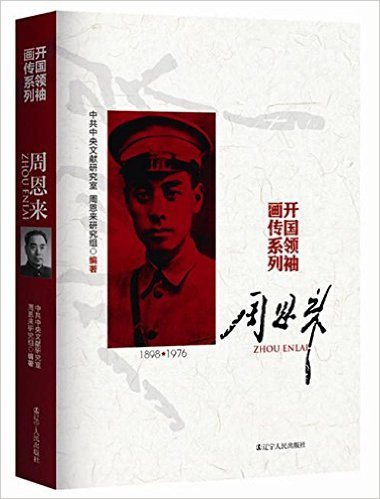 开国领袖
画传系列
周恩来
ZHOU ENLAI
中共中央文献研究室
周恩来研究组◎编著
辽宁人民出版社
中共中央文献研究室 周恩来研究组◎编著
开国领袖
画传系列
周恩来
ZHOU ENLAI
1898★1976
辽宁人民出版社